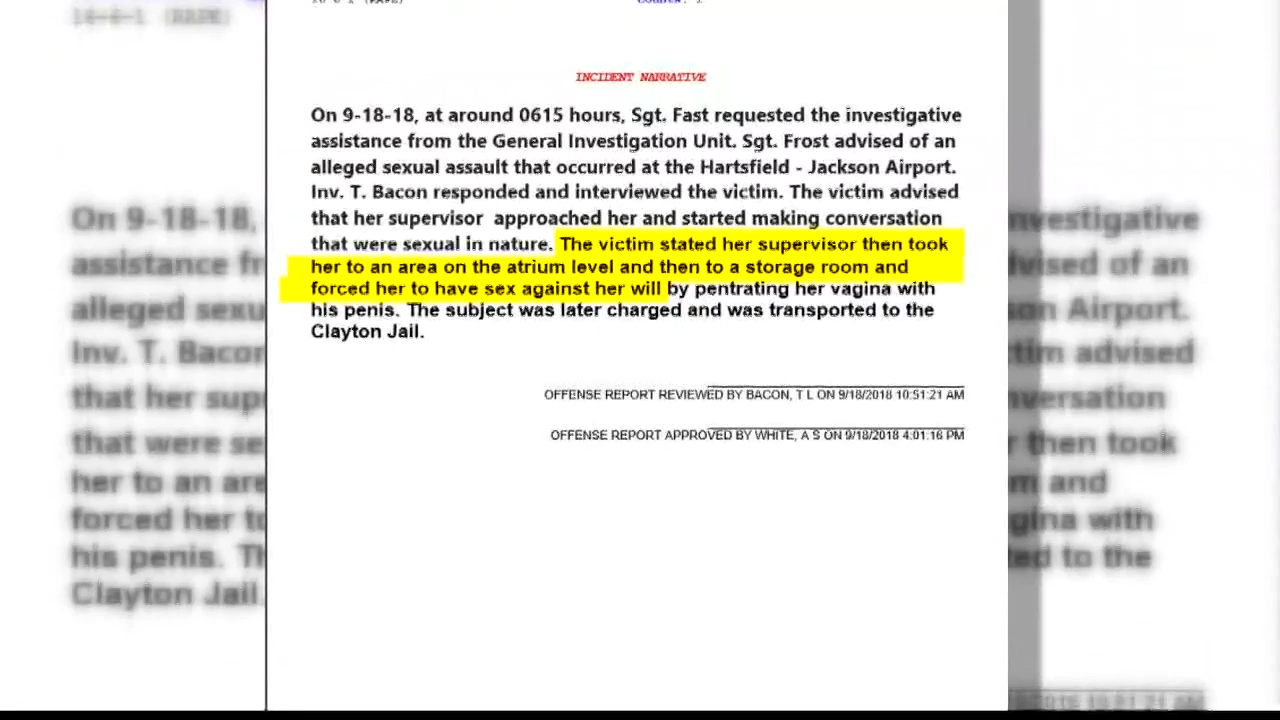 INCIDENT NARRATIVE
On 9-18-18, at around 0615 hours, Sgt. Fast requested the investigative
assistance from the General Investigation Unit. Sgt. Frost advised of an
alleged sexual assault that occurred at the Hartsfield - Jackson Airport.
Inv. T. Bacon responded and interviewed the victim. The victim advised
that her supervisor approached her and started making conversation
that were sexual in nature. The victim stated her supervisor then took
her to an area on the atrium level and then to a storage room and
forced her to have sex against her will by pentrating her vagina with
his penis. The subject was later charged and was transported to the
Clayton Jail.
OFFENSE REPORT REVIEWED BY BACON, T L ON 9/18/2018 10:51:21 AM
OFFENSE REPORT APPROVED BY WHITE, A S ON 9/18/2018 4:01:16 PM